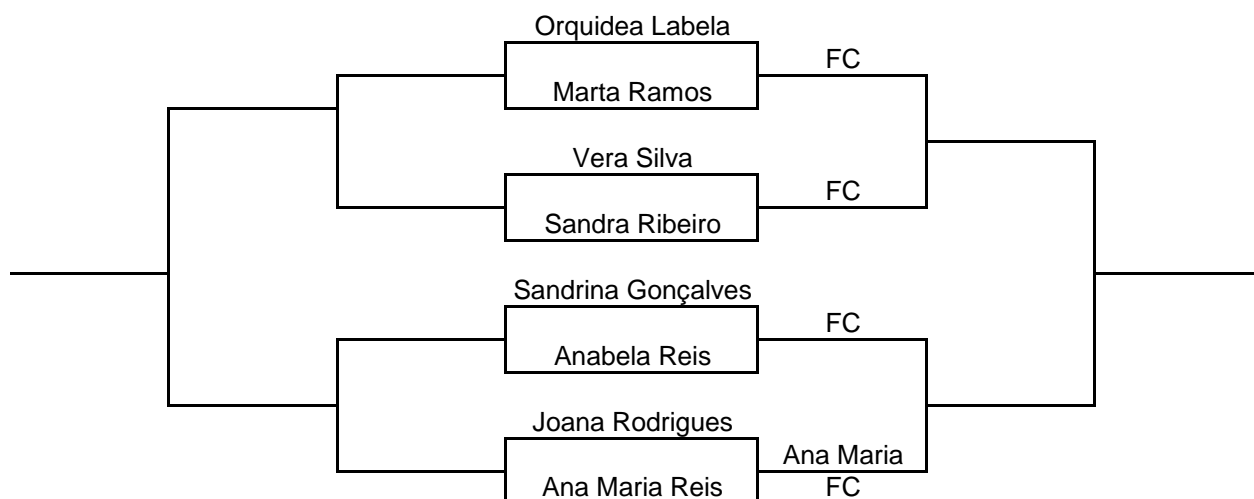 Orquidea Labela
FC
Marta Ramos
Vera Silva
FC
Sandra Ribeiro
Sandrina Gonçalves
FC
Anabela Reis
Joana Rodrigues
Ana Maria
Ana Maria Reis
FC